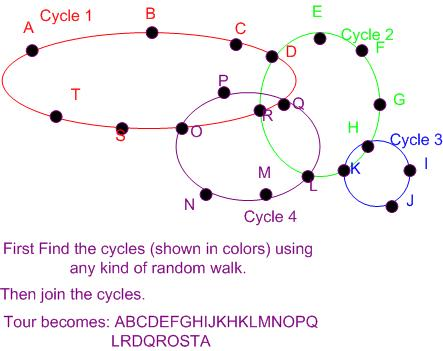 Cycle 1
A
B
C
D
E
Cycle 2
F
G
H
Cycle 3
I
J
K
L
M
N
O
P
Q
R
S
T
Cycle 4
First Find the cycles (shown in colors) using
any kind of random walk.
Then join the cycles.
Tour becomes: ABCDEFGHIJKHKLMNOPQ
LRDQROSTA